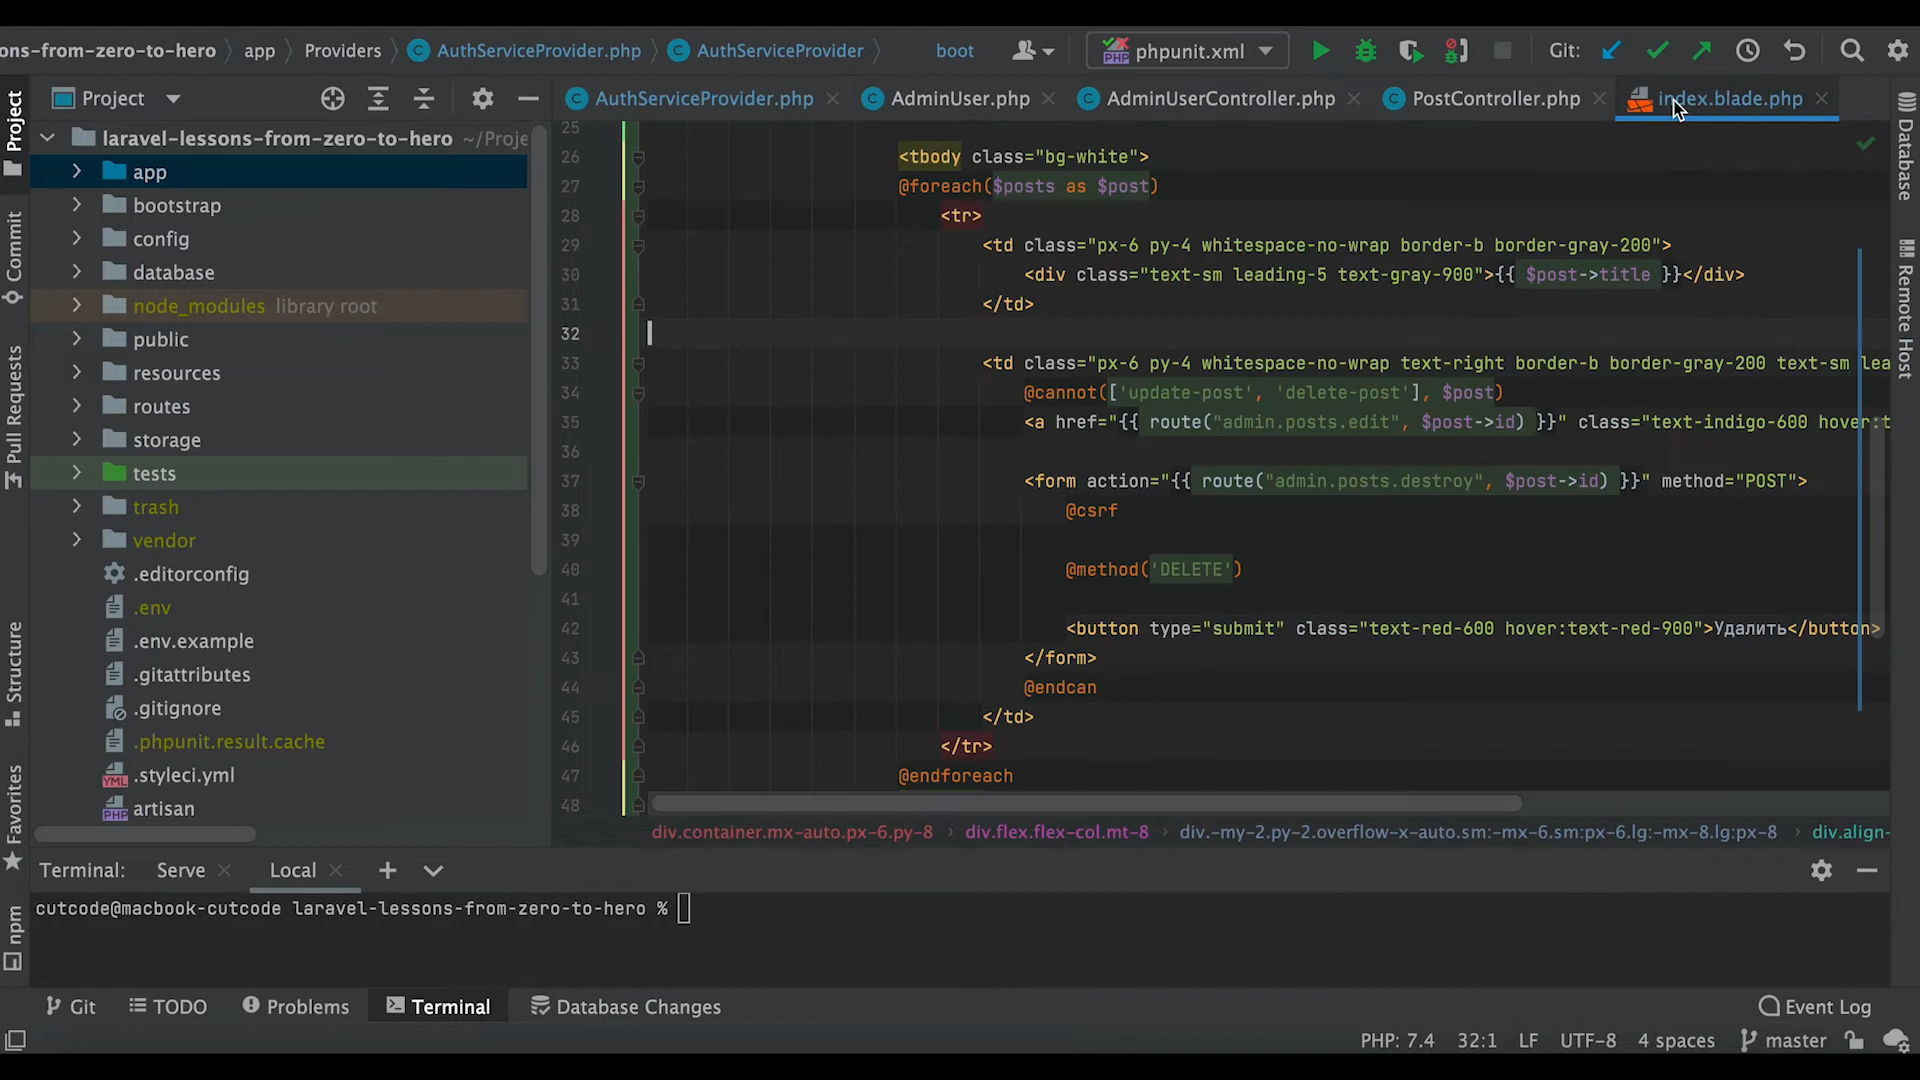 ons-from-zero-to-hero app Providers AuthServiceProvider.php AuthServiceProvider boot phpunit.xml Git:
Project
AuthServiceProvider.php AdminUser.php AdminUserController.php PostController.php index.blade.php
laravel-lessons-from-zero-to-hero ~/Proje
app
bootstrap
config
database
node_modules library root
public
resources
routes
storage
tests
trash
vendor
.editorconfig
.env
.env.example
.gitattributes
.gitignore
.phpunit.result.cache
.styleci.yml
artisan
25
26 <tbody class="bg-white">
27 @foreach($posts as $post)
28 <tr>
29 <td class="px-6 py-4 whitespace-no-wrap border-b border-gray-200">
30 <div class="text-sm leading-5 text-gray-900">{{ $post->title }}</div>
31 </td>
32
33 <td class="px-6 py-4 whitespace-no-wrap text-right border-b border-gray-200 text-sm lea
34 @cannot(['update-post', 'delete-post'], $post)
35 <a href="{{ route("admin.posts.edit", $post->id) }}" class="text-indigo-600 hover:t
36
37 <form action="{{ route("admin.posts.destroy", $post->id) }}" method="POST">
38 @csrf
39
40 @method('DELETE')
41
42 <button type="submit" class="text-red-600 hover:text-red-900">Удалить</button>
43 </form>
44 @endcan
45 </td>
46 </tr>
47 @endforeach
48
div.container.mx-auto.px-6.py-8 div.flex.flex-col.mt-8 div.-my-2.py-2.overflow-x-auto.sm:-mx-6.sm:px-6.lg:-mx-8.lg:px-8 div.align-
Project
Commit
Pull Requests
Structure
Favorites
npm
Database
Remote Host
Terminal: Serve Local
cutcode@macbook-cutcode laravel-lessons-from-zero-to-hero %
Git TODO Problems Terminal Database Changes Event Log
PHP: 7.4 32:1 LF UTF-8 4 spaces master